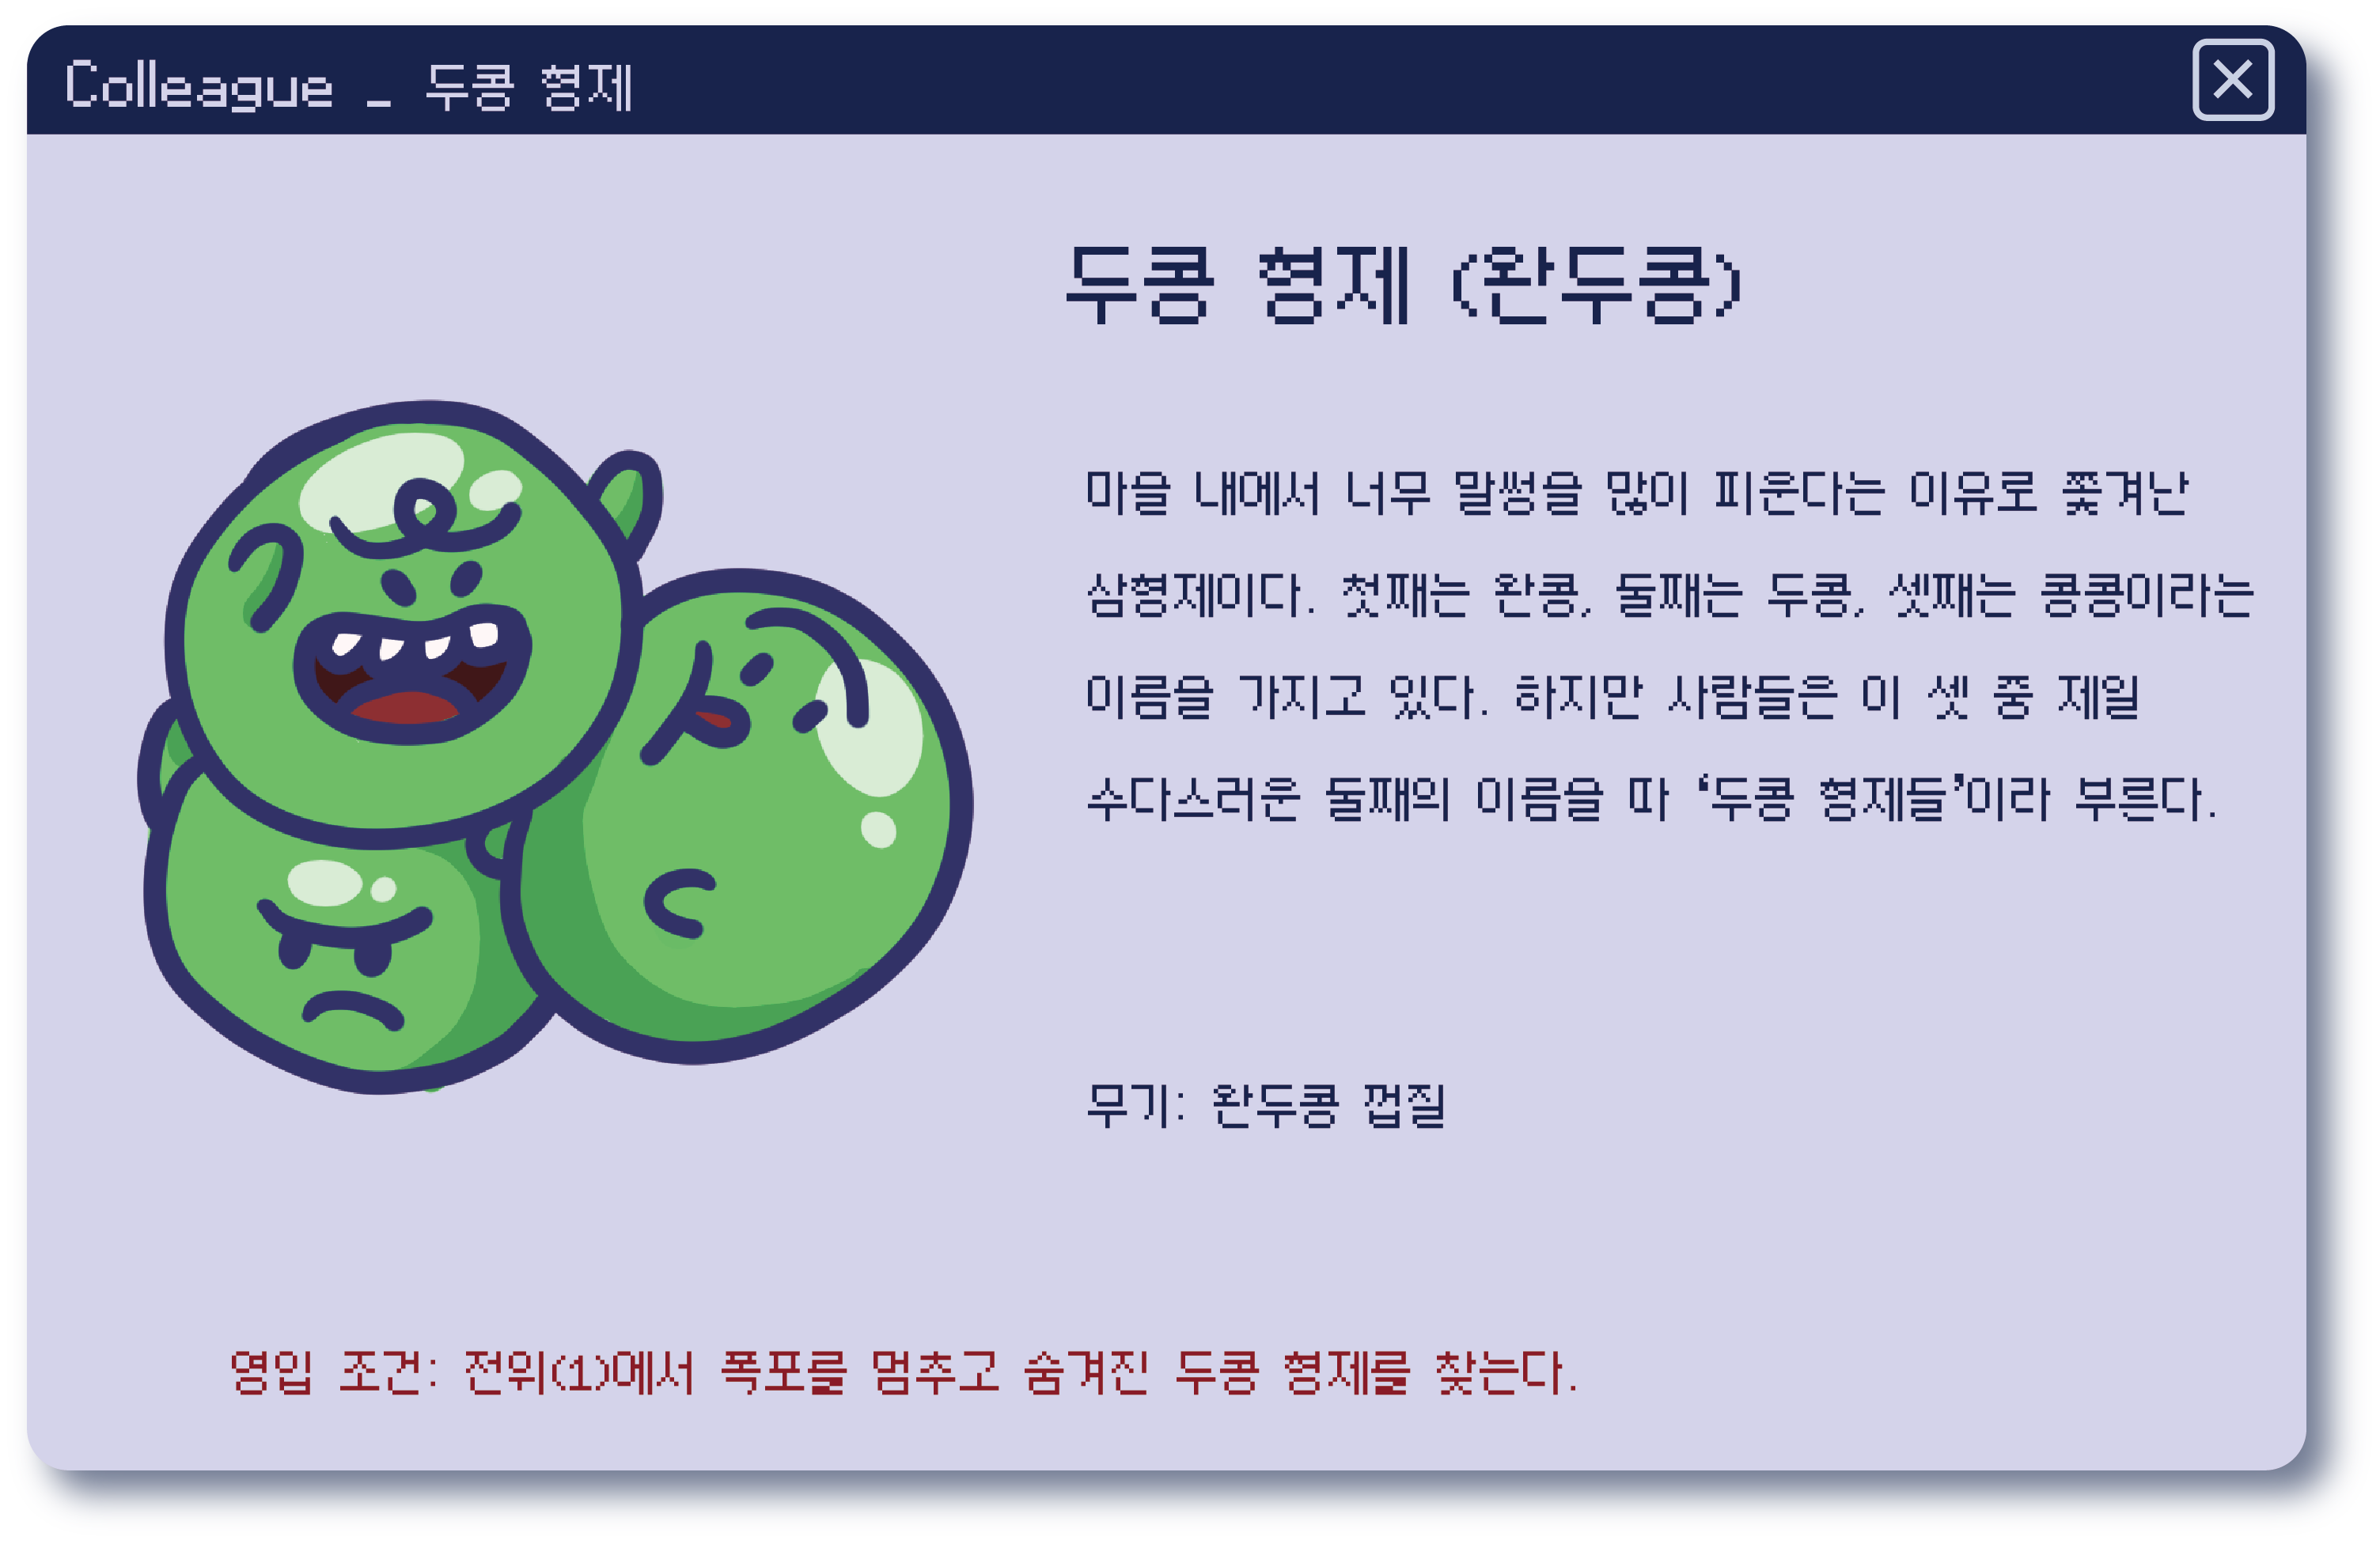 Colleague _ 두콩 형제
두콩 형제 (완두콩)
마을 내에서 너무 말썽을 많이 피운다는 이유로 쫓겨난
삼형제이다. 첫째는 완콩, 둘째는 두콩, 셋째는 콩콩이라는
이름을 가지고 있다. 하지만 사람들은 이 셋 중 제일
수다스러운 둘째의 이름을 따 ‘두콩 형제들’이라 부른다.
무기: 완두콩 껍질
영입 조건: 전위(1)에서 폭포를 멈추고 숨겨진 두콩 형제를 찾는다.